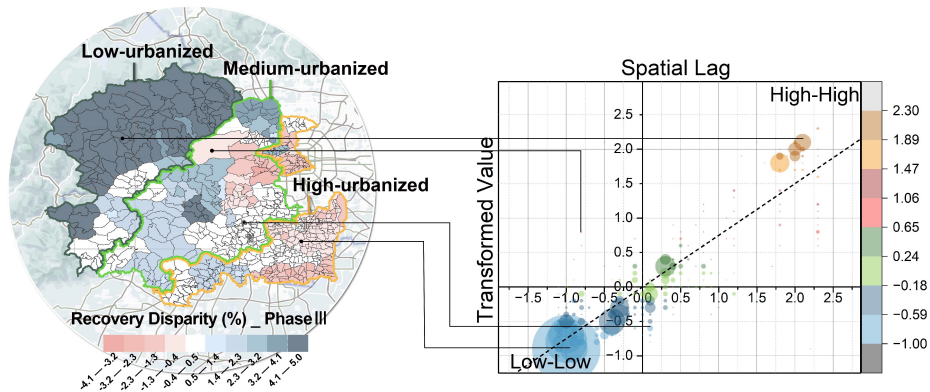 Low-urbanized
Medium-urbanized
High-urbanized
Recovery Disparity (%) _ Phase III
-4.1 — -3.2
-3.2 — -2.3
-2.3 — -1.3
-1.3 — -0.4
-0.4 — 0.5
0.5 — 1.4
1.4 — 2.3
2.3 — 3.2
3.2 — 4.1
4.1 — 5.0
Spatial Lag
Transformed Value
High-High
Low-Low
2.5
2.0
1.5
1.0
0.5
0.0
−0.5
−1.0
−1.5
−1.0
−0.5
0.5
1.0
1.5
2.0
2.5
2.30
1.89
1.47
1.06
0.65
0.24
−0.18
−0.59
−1.00